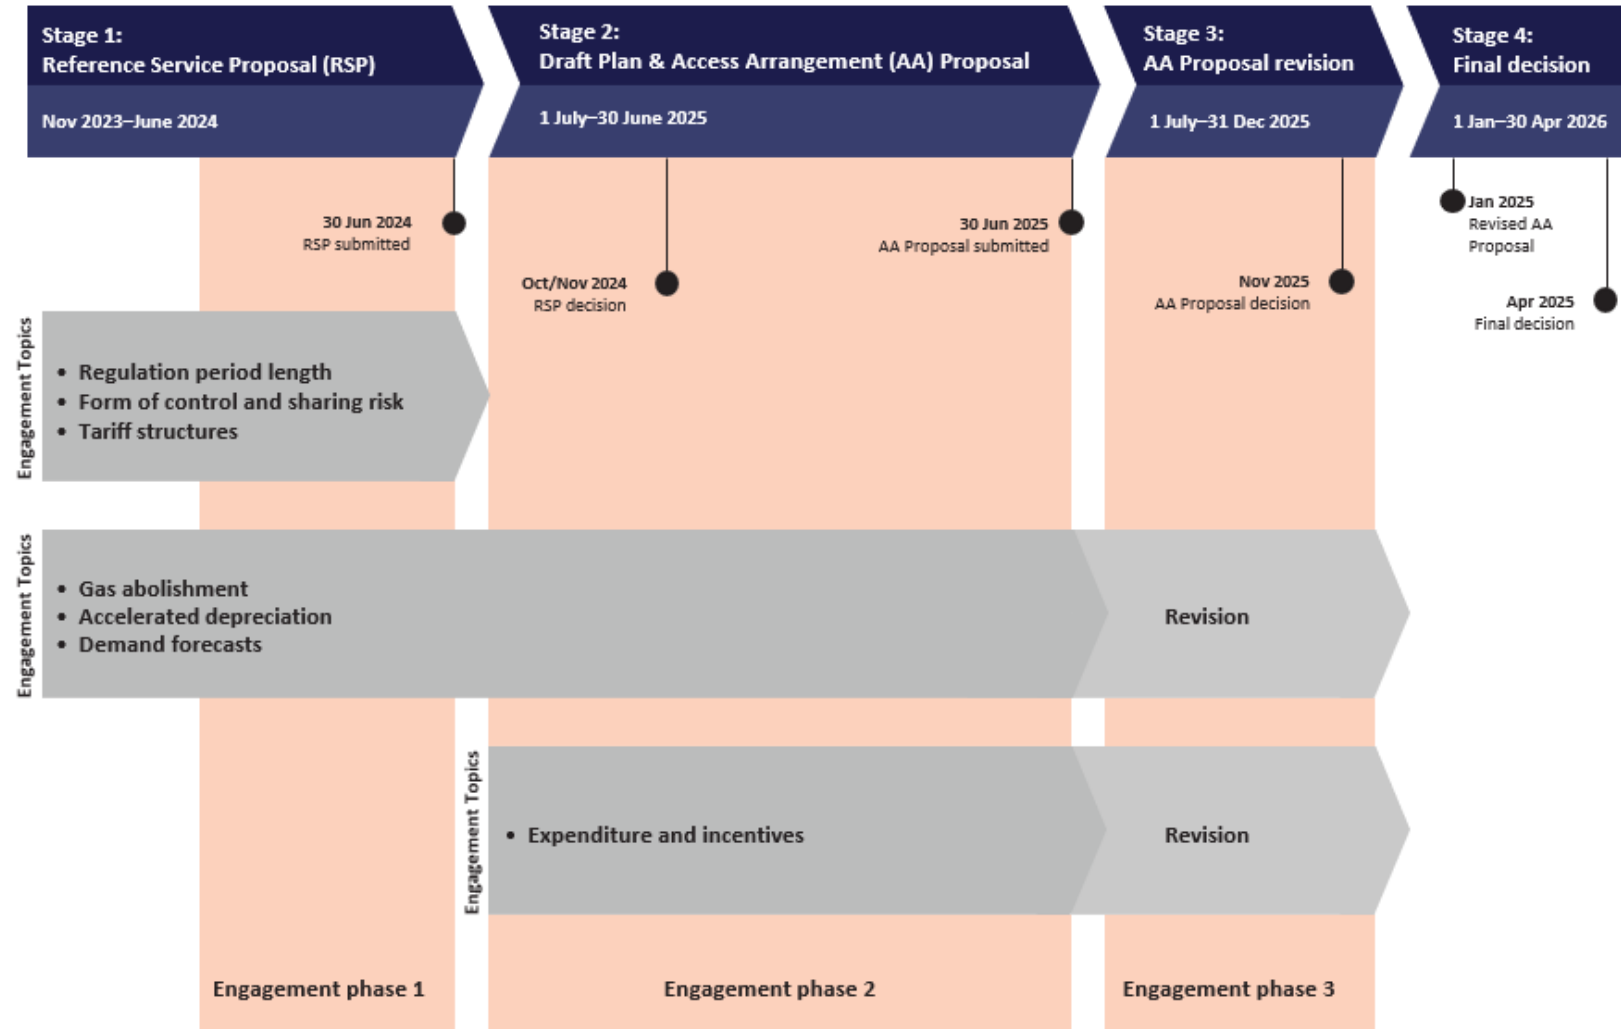 Stage 1:
Reference Service Proposal (RSP)
Nov 2023–June 2024
Stage 2:
Draft Plan & Access Arrangement (AA) Proposal
1 July–30 June 2025
Stage 3:
AA Proposal revision
1 July–31 Dec 2025
Stage 4:
Final decision
1 Jan–30 Apr 2026
30 Jun 2024
RSP submitted
Oct/Nov 2024
RSP decision
30 Jun 2025
AA Proposal submitted
Nov 2025
AA Proposal decision
Jan 2025
Revised AA
Proposal
Apr 2025
Final decision
Engagement Topics
• Regulation period length
• Form of control and sharing risk
• Tariff structures
Engagement Topics
• Gas abolishment
• Accelerated depreciation
• Demand forecasts
Revision
Engagement Topics
• Expenditure and incentives
Revision
Engagement phase 1
Engagement phase 2
Engagement phase 3